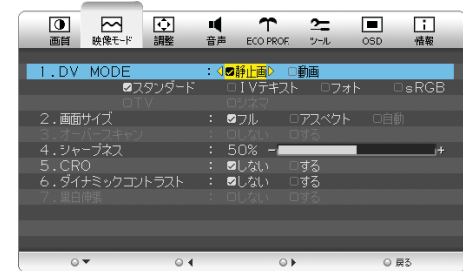 画質 映像モード 調整 音声 ECO PROF. ツール OSD 情報
1.DV MODE : 静止画 動画
スタンダード TVテキスト フォト sRGB
TV シネマ
2.画面サイズ : フル アスペクト 自動
3.オーバースキャン : しない する
4.シャープネス : 50% − +
5.CRO : しない する
6.ダイナミックコントラスト : しない する
7.黒白伸張 : しない する
戻る